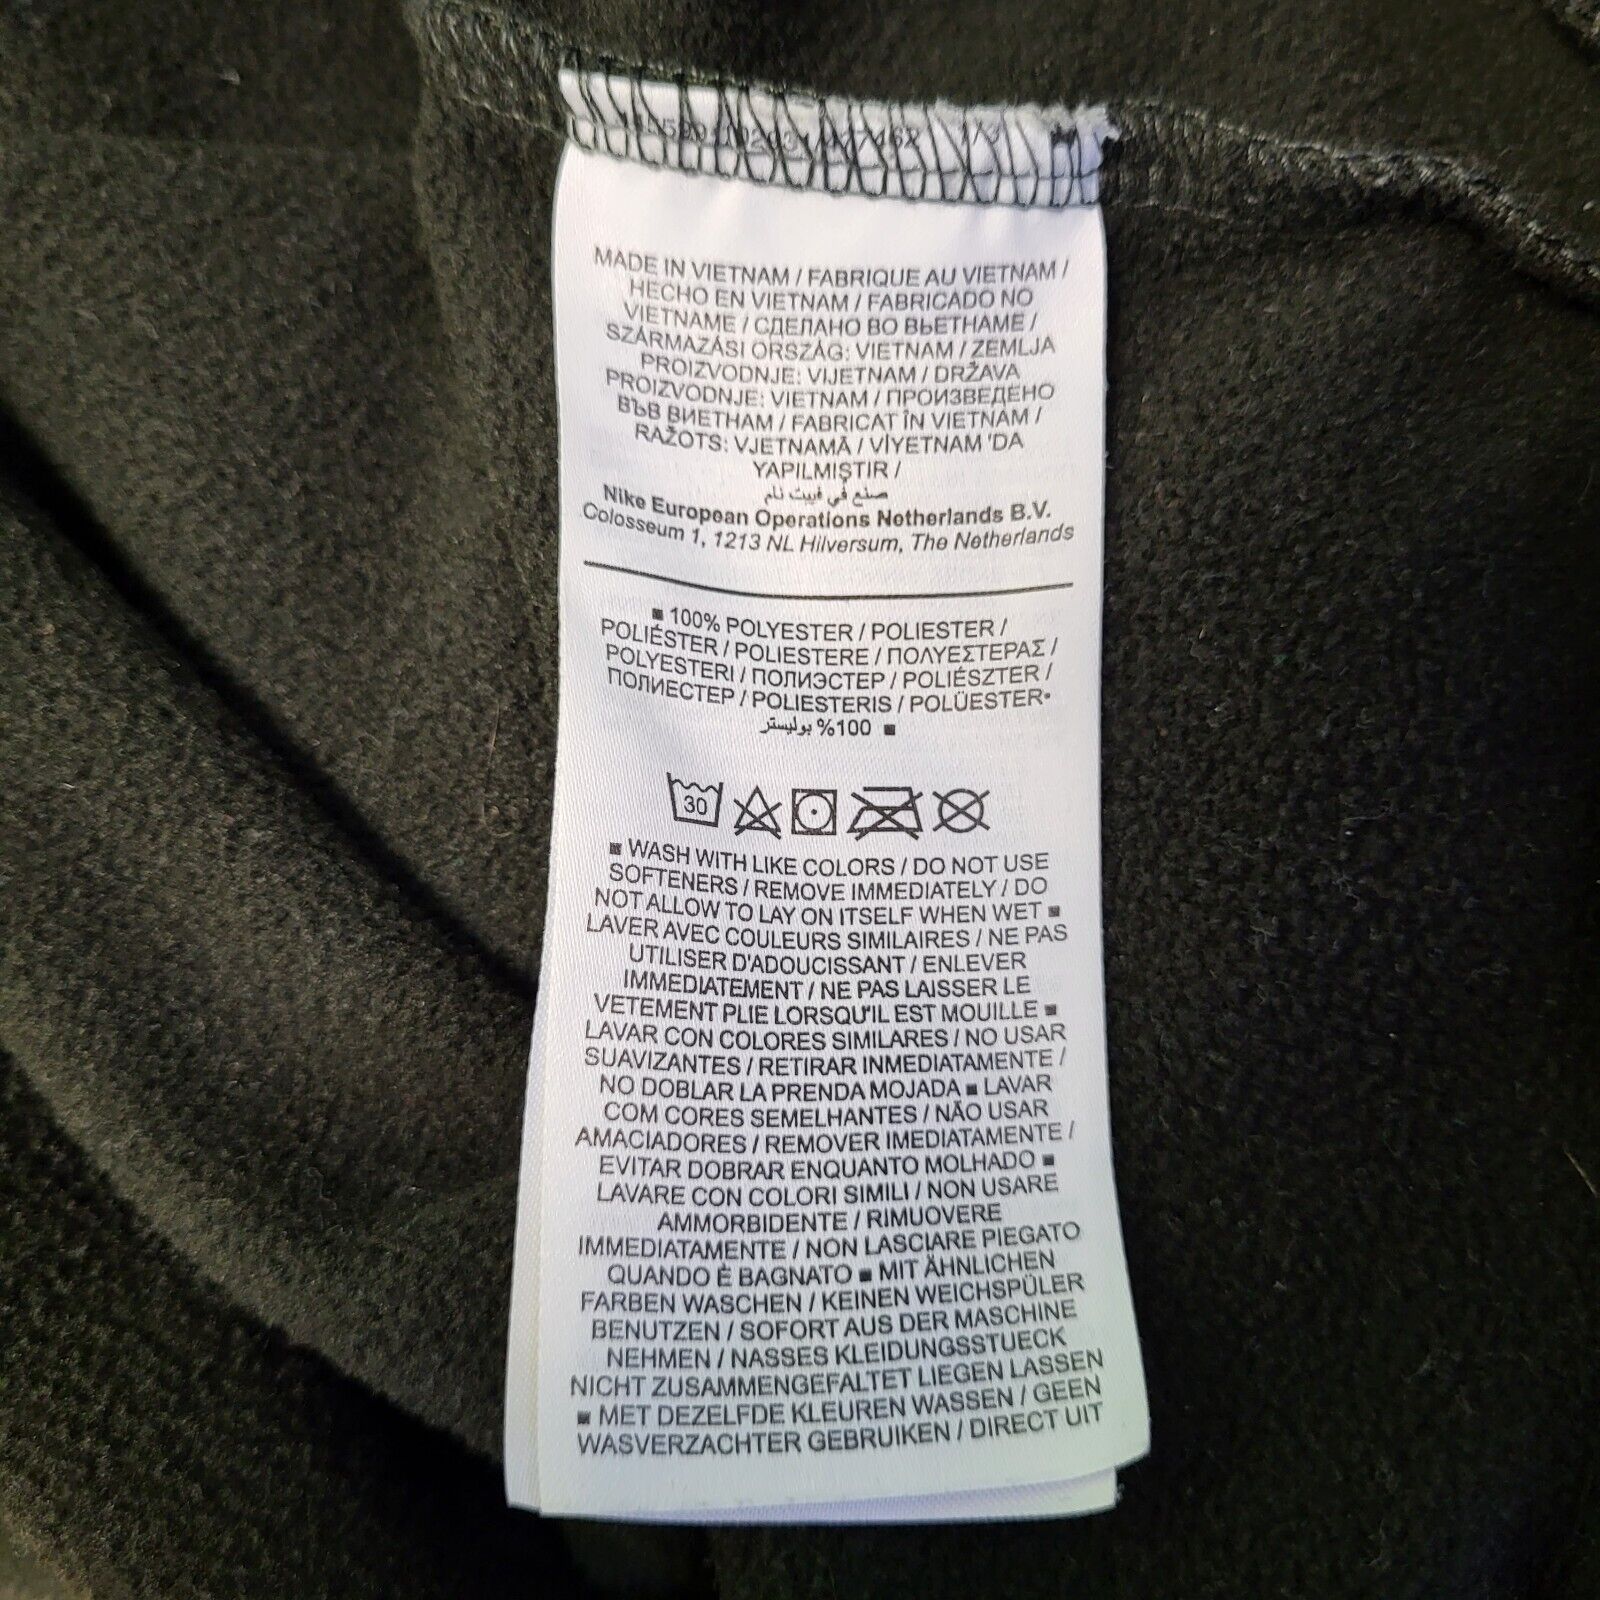 MADE IN VIETNAM / FABRIQUE AU VIETNAM /
HECHO EN VIETNAM / FABRICADO NO
VIETNAME / СДЕЛАНО ВО ВЬЕТНАМЕ /
SZÁRMAZÁSI ORSZÁG: VIETNAM / ZEMLJA
PROIZVODNJE: VIJETNAM / DRŽAVA
PROIZVODNJE: VIETNAM / ПРОИЗВЕДЕНО
ВЪВ ВИЕТНАМ / FABRICAT ÎN VIETNAM /
RAŽOTS: VJETNAMĀ / VİYETNAM 'DA
YAPILMIŞTIR /
صنع في فييت نام
Nike European Operations Netherlands B.V.
Colosseum 1, 1213 NL Hilversum, The Netherlands
■ 100% POLYESTER / POLIESTER /
POLIÉSTER / POLIESTERE / ΠΟΛΥΕΣΤΕΡΑΣ /
POLYESTERI / ПОЛИЭСТЕР / POLIÉSZTER /
ПОЛИЕСТЕР / POLIESTERIS / POLÜESTER•
■ 100% بوليستر
30
■ WASH WITH LIKE COLORS / DO NOT USE
SOFTENERS / REMOVE IMMEDIATELY / DO
NOT ALLOW TO LAY ON ITSELF WHEN WET ■
LAVER AVEC COULEURS SIMILAIRES / NE PAS
UTILISER D'ADOUCISSANT / ENLEVER
IMMEDIATEMENT / NE PAS LAISSER LE
VETEMENT PLIE LORSQU'IL EST MOUILLE ■
LAVAR CON COLORES SIMILARES / NO USAR
SUAVIZANTES / RETIRAR INMEDIATAMENTE /
NO DOBLAR LA PRENDA MOJADA ■ LAVAR
COM CORES SEMELHANTES / NÃO USAR
AMACIADORES / REMOVER IMEDIATAMENTE /
EVITAR DOBRAR ENQUANTO MOLHADO ■
LAVARE CON COLORI SIMILI / NON USARE
AMMORBIDENTE / RIMUOVERE
IMMEDIATAMENTE / NON LASCIARE PIEGATO
QUANDO È BAGNATO ■ MIT ÄHNLICHEN
FARBEN WASCHEN / KEINEN WEICHSPÜLER
BENUTZEN / SOFORT AUS DER MASCHINE
NEHMEN / NASSES KLEIDUNGSSTUECK
NICHT ZUSAMMENGEFALTET LIEGEN LASSEN
■ MET DEZELFDE KLEUREN WASSEN / GEEN
WASVERZACHTER GEBRUIKEN / DIRECT UIT